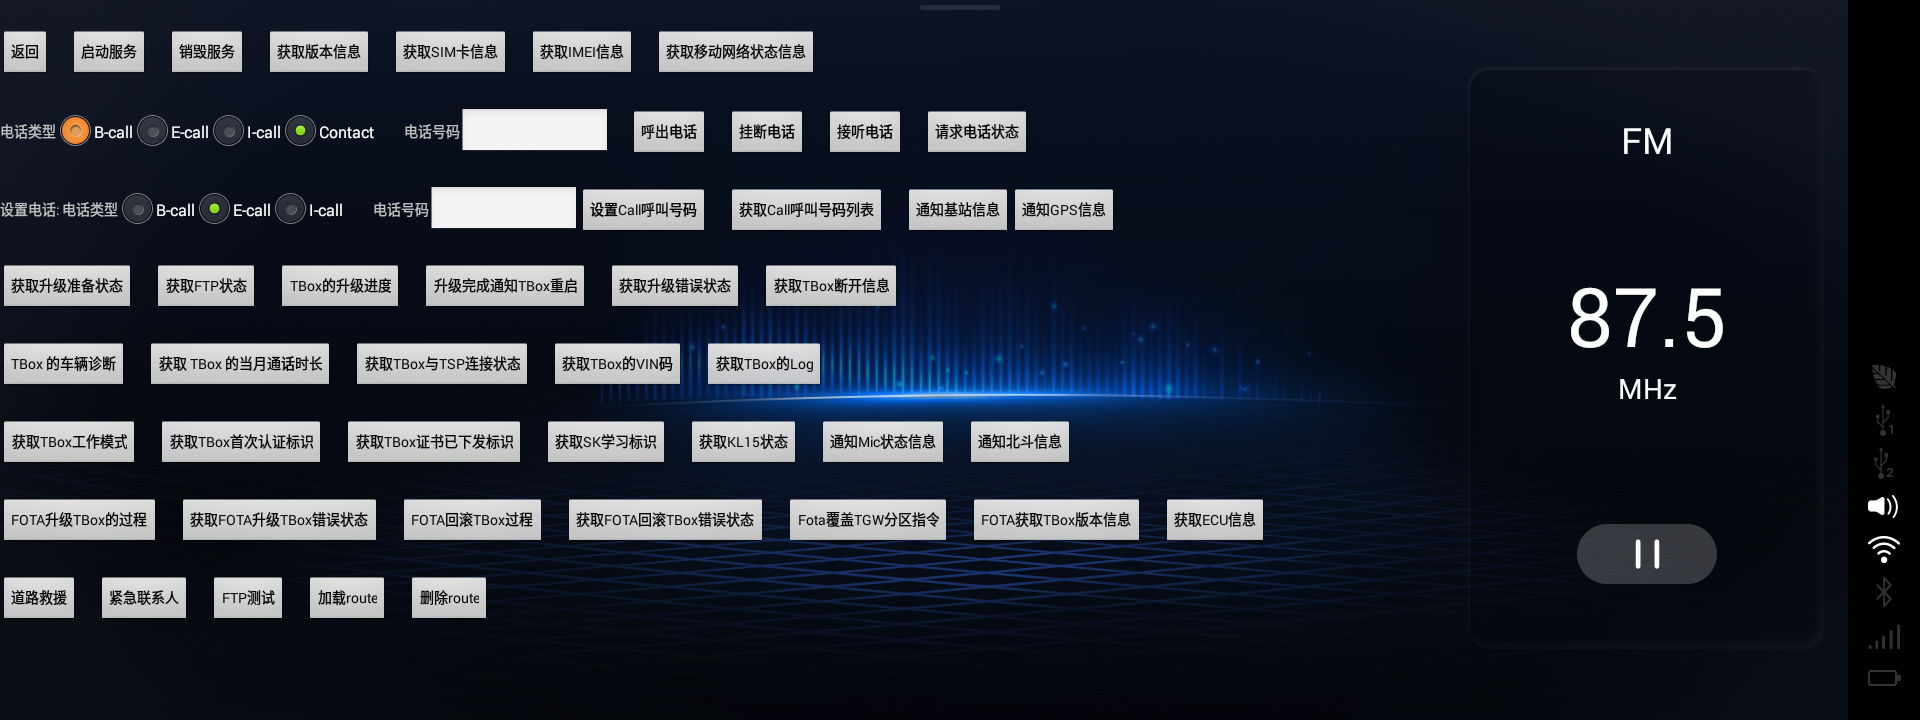 返回 启动服务 销毁服务 获取版本信息 获取SIM卡信息 获取IMEI信息 获取移动网络状态信息
电话类型 B-call E-call I-call Contact 电话号码 呼出电话 挂断电话 接听电话 请求电话状态
设置电话: 电话类型 B-call E-call I-call 电话号码 设置Call呼叫号码 获取Call呼叫号码列表 通知基站信息 通知GPS信息
获取升级准备状态 获取FTP状态 TBox的升级进度 升级完成通知TBox重启 获取升级错误状态 获取TBox断开信息
TBox 的车辆诊断 获取 TBox 的当月通话时长 获取TBox与TSP连接状态 获取TBox的VIN码 获取TBox的Log
获取TBox工作模式 获取TBox首次认证标识 获取TBox证书已下发标识 获取SK学习标识 获取KL15状态 通知Mic状态信息 通知北斗信息
FOTA升级TBox的过程 获取FOTA升级TBox错误状态 FOTA回滚TBox过程 获取FOTA回滚TBox错误状态 Fota覆盖TGW分区指令 FOTA获取TBox版本信息 获取ECU信息
道路救援 紧急联系人 FTP测试 加载route 删除route
FM
87.5
MHz
1
2